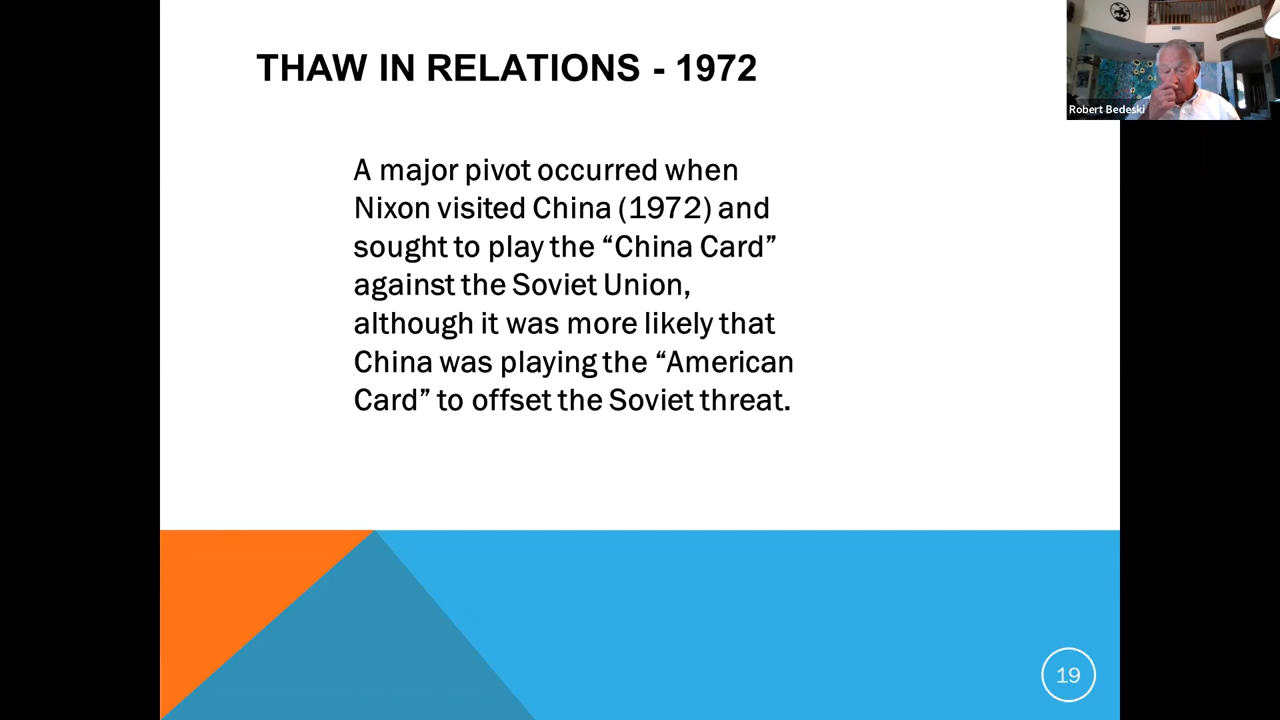 THAW IN RELATIONS - 1972
Robert Bedeski
A major pivot occurred when
Nixon visited China (1972) and
sought to play the “China Card”
against the Soviet Union,
although it was more likely that
China was playing the “American
Card” to offset the Soviet threat.
19